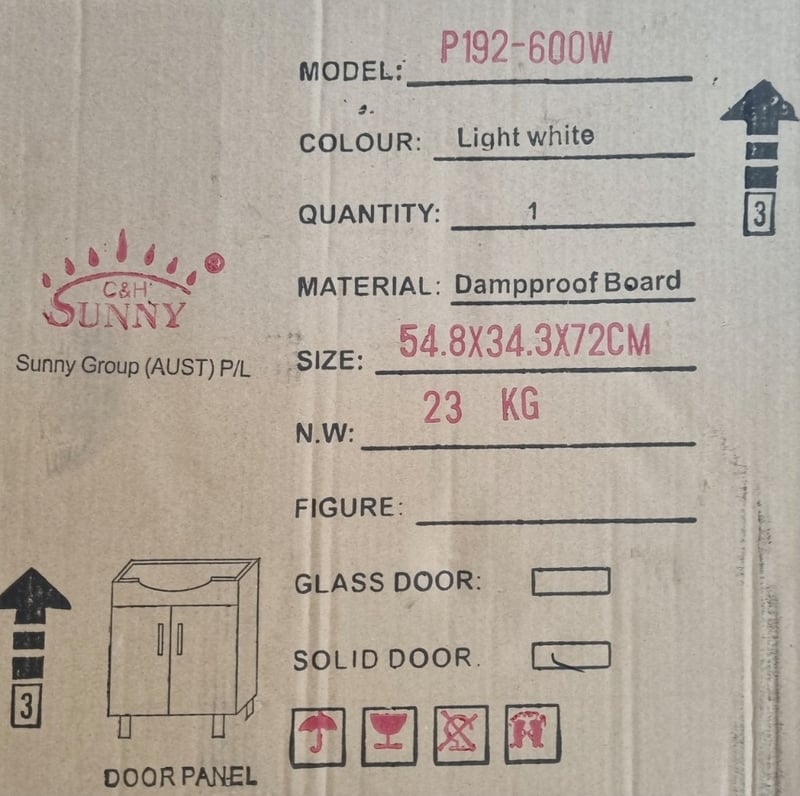 MODEL: P192-600W
COLOUR: Light white
QUANTITY: 1
MATERIAL: Dampproof Board
SIZE: 54.8X34.3X72CM
N.W: 23 KG
FIGURE:
GLASS DOOR:
SOLID DOOR.
C&H
SUNNY
®
Sunny Group (AUST) P/L
3
3
DOOR PANEL